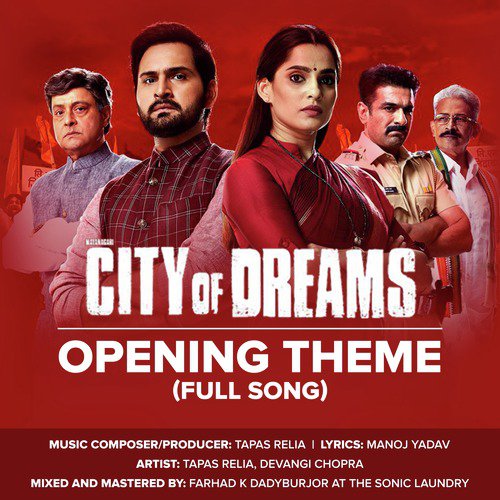 MAYANAGARI
CITY OF DREAMS
OPENING THEME
(FULL SONG)
MUSIC COMPOSER/PRODUCER: TAPAS RELIA | LYRICS: MANOJ YADAV
ARTIST: TAPAS RELIA, DEVANGI CHOPRA
MIXED AND MASTERED BY: FARHAD K DADYBURJOR AT THE SONIC LAUNDRY